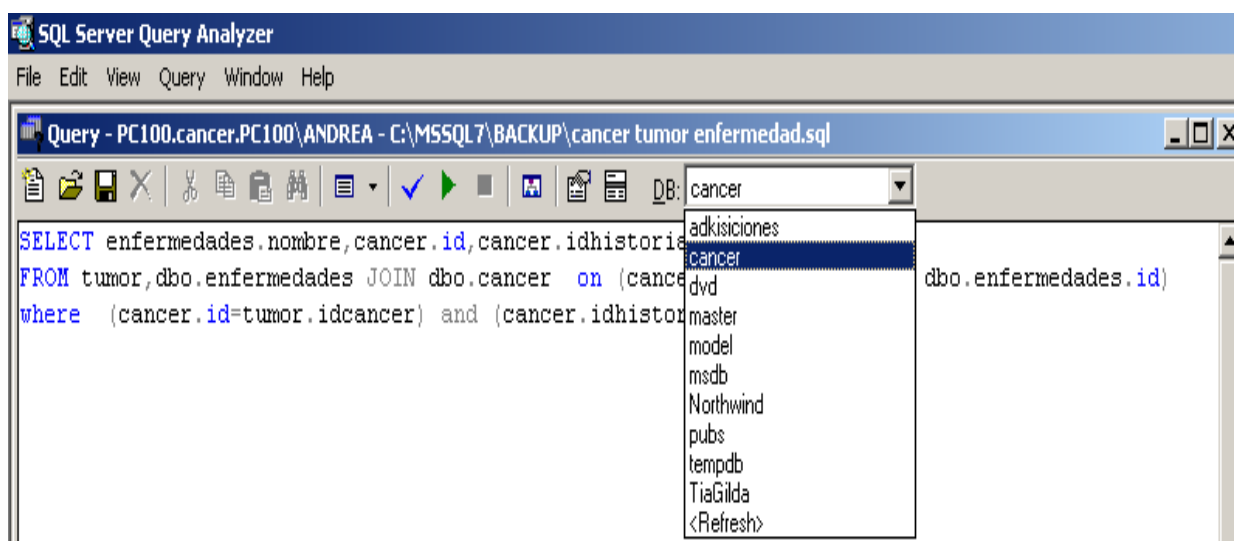 SQL Server Query Analyzer
File Edit View Query Window Help
Query - PC100.cancer.PC100\ANDREA - C:\MSSQL7\BACKUP\cancer tumor enfermedad.sql
DB: cancer
SELECT enfermedades.nombre,cancer.id,cancer.idhistoria
FROM tumor,dbo.enfermedades JOIN dbo.cancer on (cance dbo.enfermedades.id)
where (cancer.id=tumor.idcancer) and (cancer.idhistor
adkisiciones
cancer
dvd
master
model
msdb
Northwind
pubs
tempdb
TiaGilda
<Refresh>